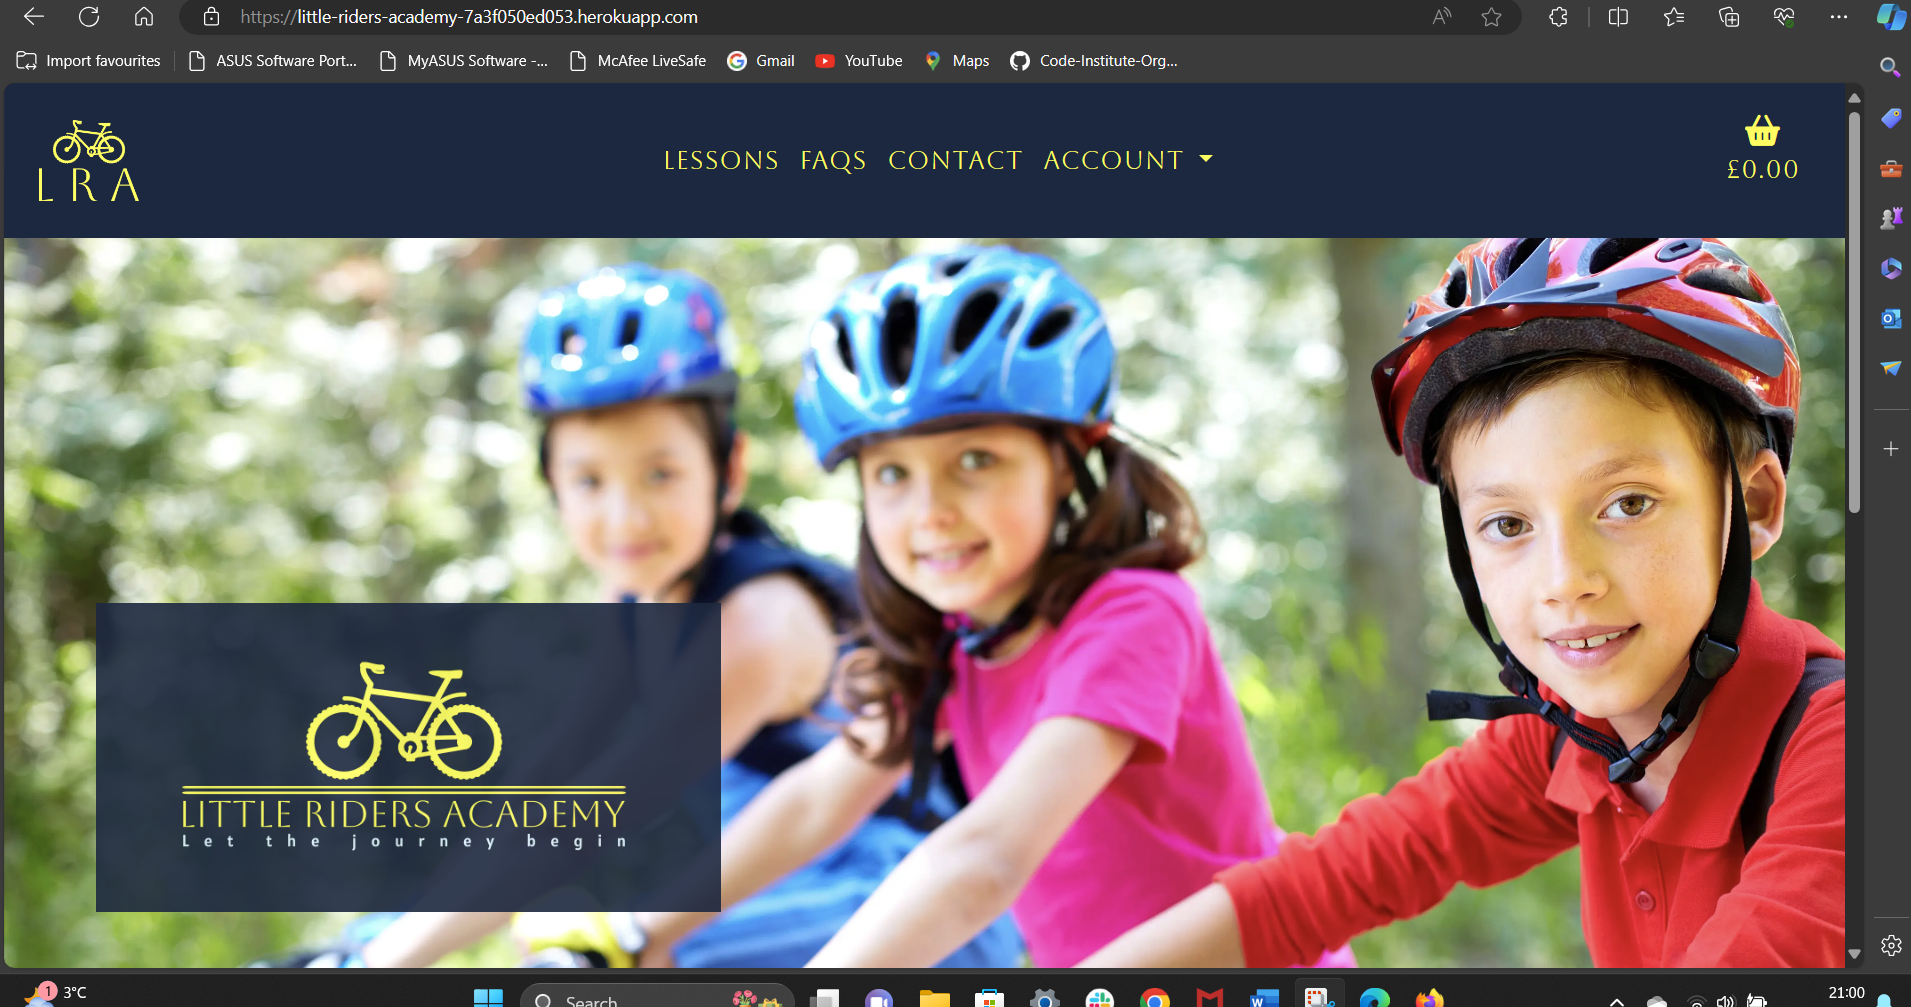 https://little-riders-academy-7a3f050ed053.herokuapp.com
Import favourites ASUS Software Port... MyASUS Software -... McAfee LiveSafe Gmail YouTube Maps Code-Institute-Org...
L R A
LESSONS FAQS CONTACT ACCOUNT
£0.00
LITTLE RIDERS ACADEMY
Let the journey begin
1 3°C
Search
21:00